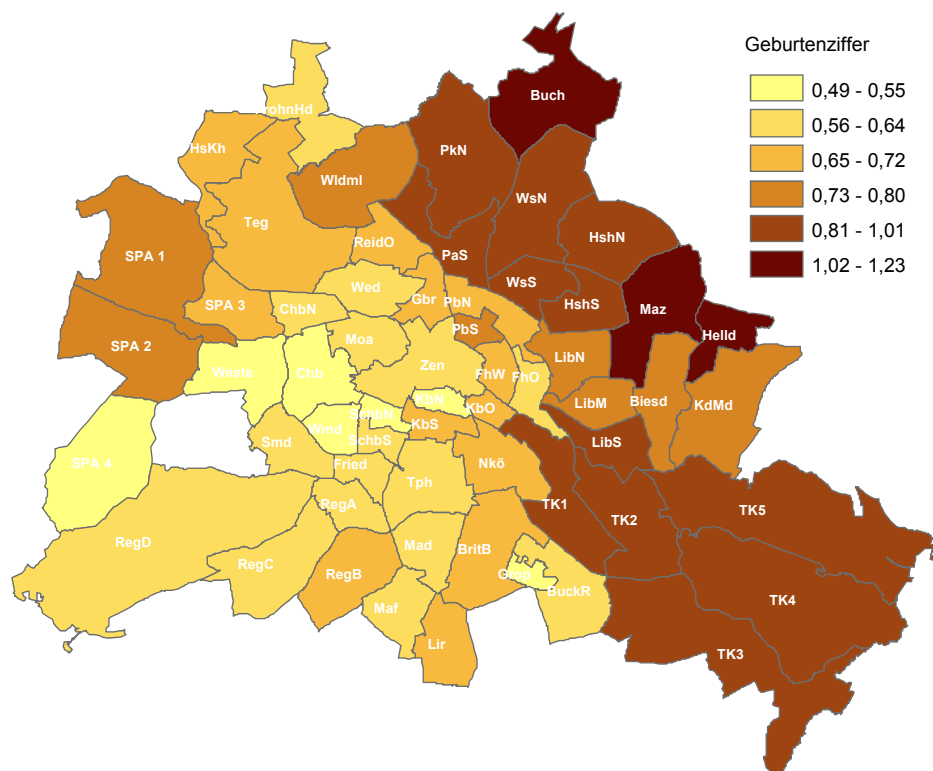 Geburtenziffer
0,49 - 0,55
0,56 - 0,64
0,65 - 0,72
0,73 - 0,80
0,81 - 1,01
1,02 - 1,23
Buch
rohnHd
HsKh
PkN
Wldml
WsN
Teg
HshN
ReidO
PaS
SPA 1
WsS
Wed
HshS
SPA 3
ChbN
Gbr
PbN
Maz
PbS
Helld
Moa
SPA 2
LibN
Zen
Weste
Chb
FhW
FhO
KbN
LibM
Biesd
KdMd
SchbN
KbO
KbS
Wmd
SchbS
Smd
LibS
SPA 4
Fried
Nkö
Tph
RegA
TK1
TK5
TK2
RegD
Mad
BritB
RegC
RegB
Grop
BuckR
TK4
Maf
Lir
TK3